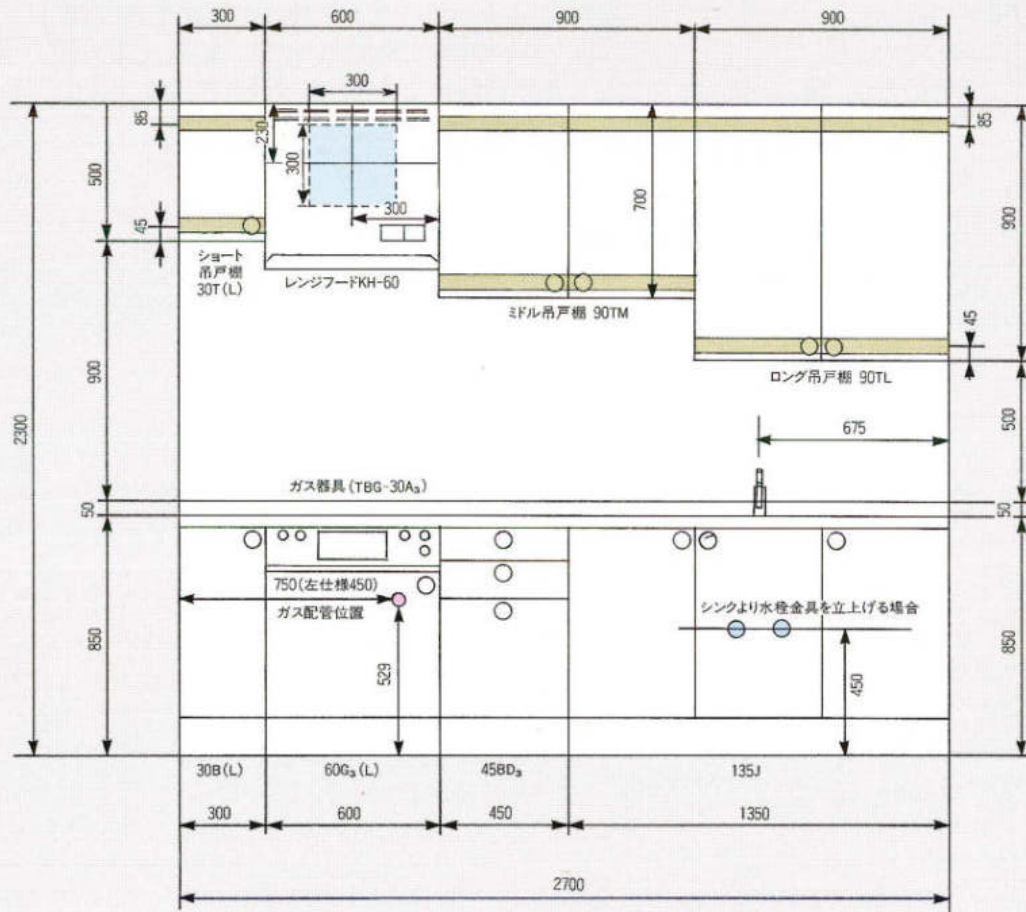 300
600
900
900
300
85
230
85
300
500
700
900
300
45
ショート
吊戸棚
30T(L)
レンジフードKH-60
ミドル吊戸棚 90TM
45
ロング吊戸棚 90TL
900
2300
500
675
ガス器具(TBG-30A₃)
50
50
750(左仕様450)
ガス配管位置
シンクより水栓金具を立上げる場合
850
529
450
850
30B(L)
60G₃(L)
45BD₃
135J
300
600
450
1350
2700